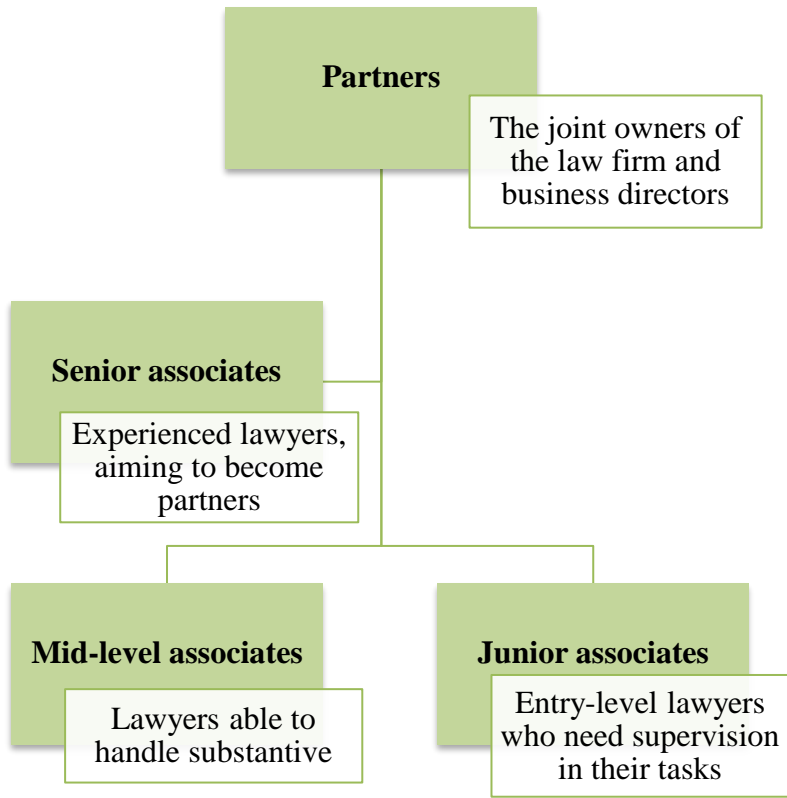 Partners
The joint owners of
the law firm and
business directors
Senior associates
Experienced lawyers,
aiming to become
partners
Mid-level associates
Lawyers able to
handle substantive
Junior associates
Entry-level lawyers
who need supervision
in their tasks